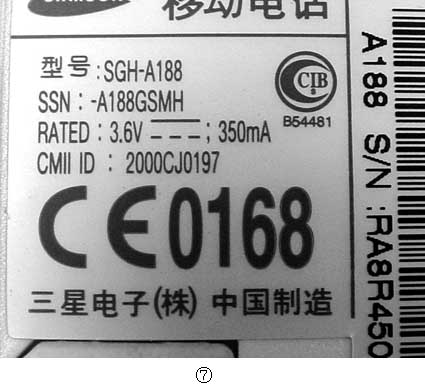 移动电话
型号:SGH-A188
SSN : -A188GSMH
RATED : 3.6V ; 350mA
CMII ID : 2000CJ0197
CIB
S
B54481
CE0168
三星电子(株) 中国制造
A188 S/N:RA8R450
⑦